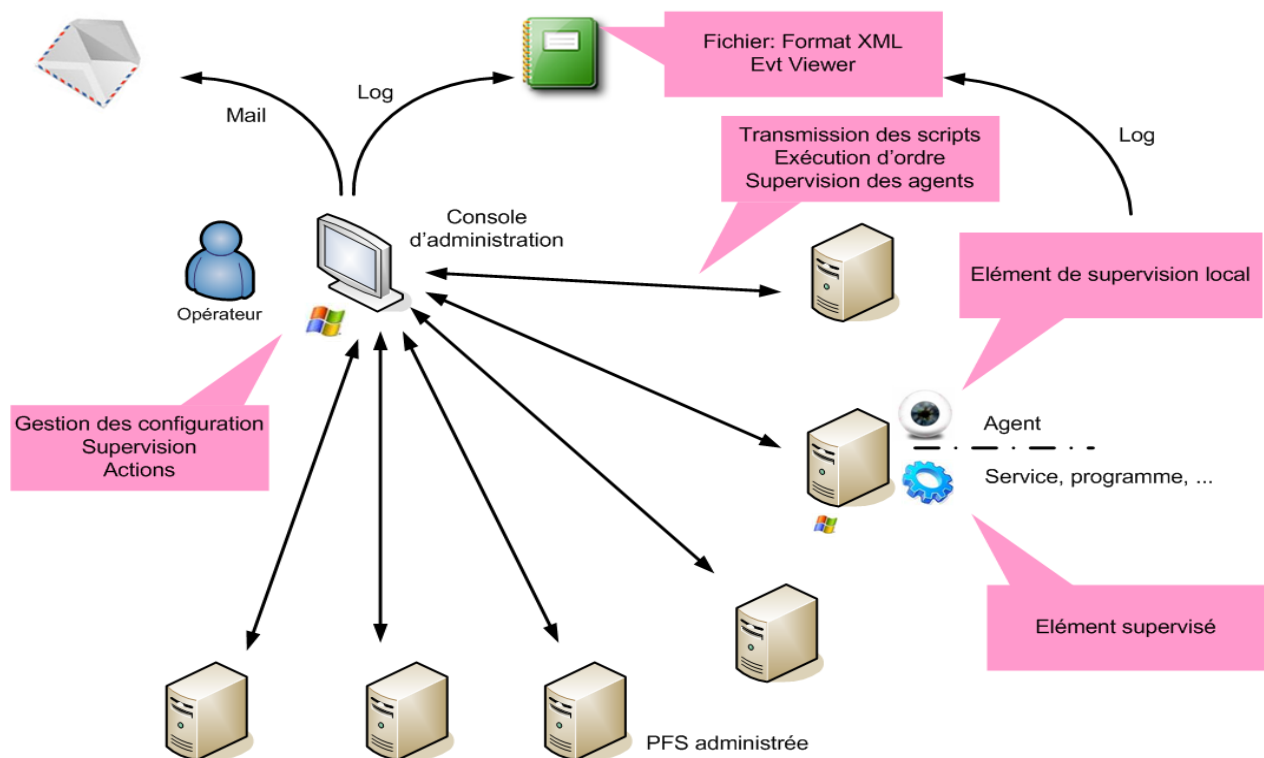 Fichier: Format XML
Evt Viewer
Mail
Log
Log
Transmission des scripts
Exécution d'ordre
Supervision des agents
Console
d'administration
Opérateur
Elément de supervision local
Gestion des configuration
Supervision
Actions
Agent
Service, programme, ...
Elément supervisé
PFS administrée